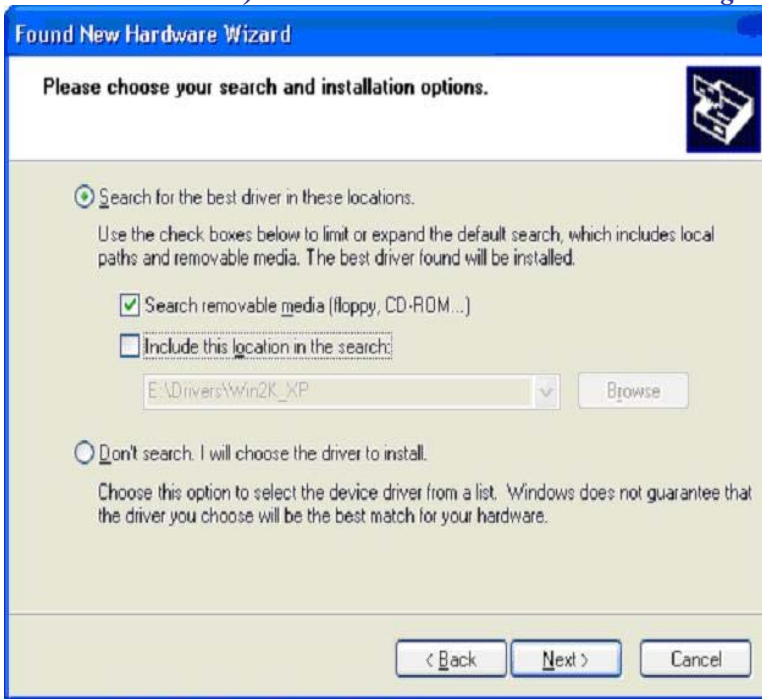 Found New Hardware Wizard
Please choose your search and installation options.
Search for the best driver in these locations.
Use the check boxes below to limit or expand the default search, which includes local
paths and removable media. The best driver found will be installed.
Search removable media (floppy, CD-ROM...)
Include this location in the search:
E:\Drivers\Win2K_XP
Browse
Don't search. I will choose the driver to install.
Choose this option to select the device driver from a list. Windows does not guarantee that
the driver you choose will be the best match for your hardware.
< Back
Next >
Cancel